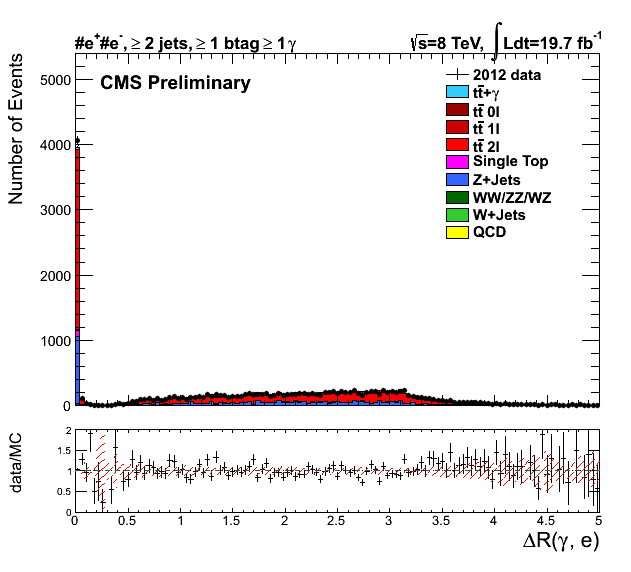 #e⁺#e⁻, ≥ 2 jets, ≥ 1 btag ≥ 1 γ
√s=8 TeV, ∫Ldt=19.7 fb⁻¹
CMS Preliminary
Number of Events
5000
4000
3000
2000
1000
0
2012 data
tt̄+γ
tt̄ 0l
tt̄ 1l
tt̄ 2l
Single Top
Z+Jets
WW/ZZ/WZ
W+Jets
QCD
data/MC
2
1.5
1
0.5
0
0 0.5 1 1.5 2 2.5 3 3.5 4 4.5 5
ΔR(γ, e)